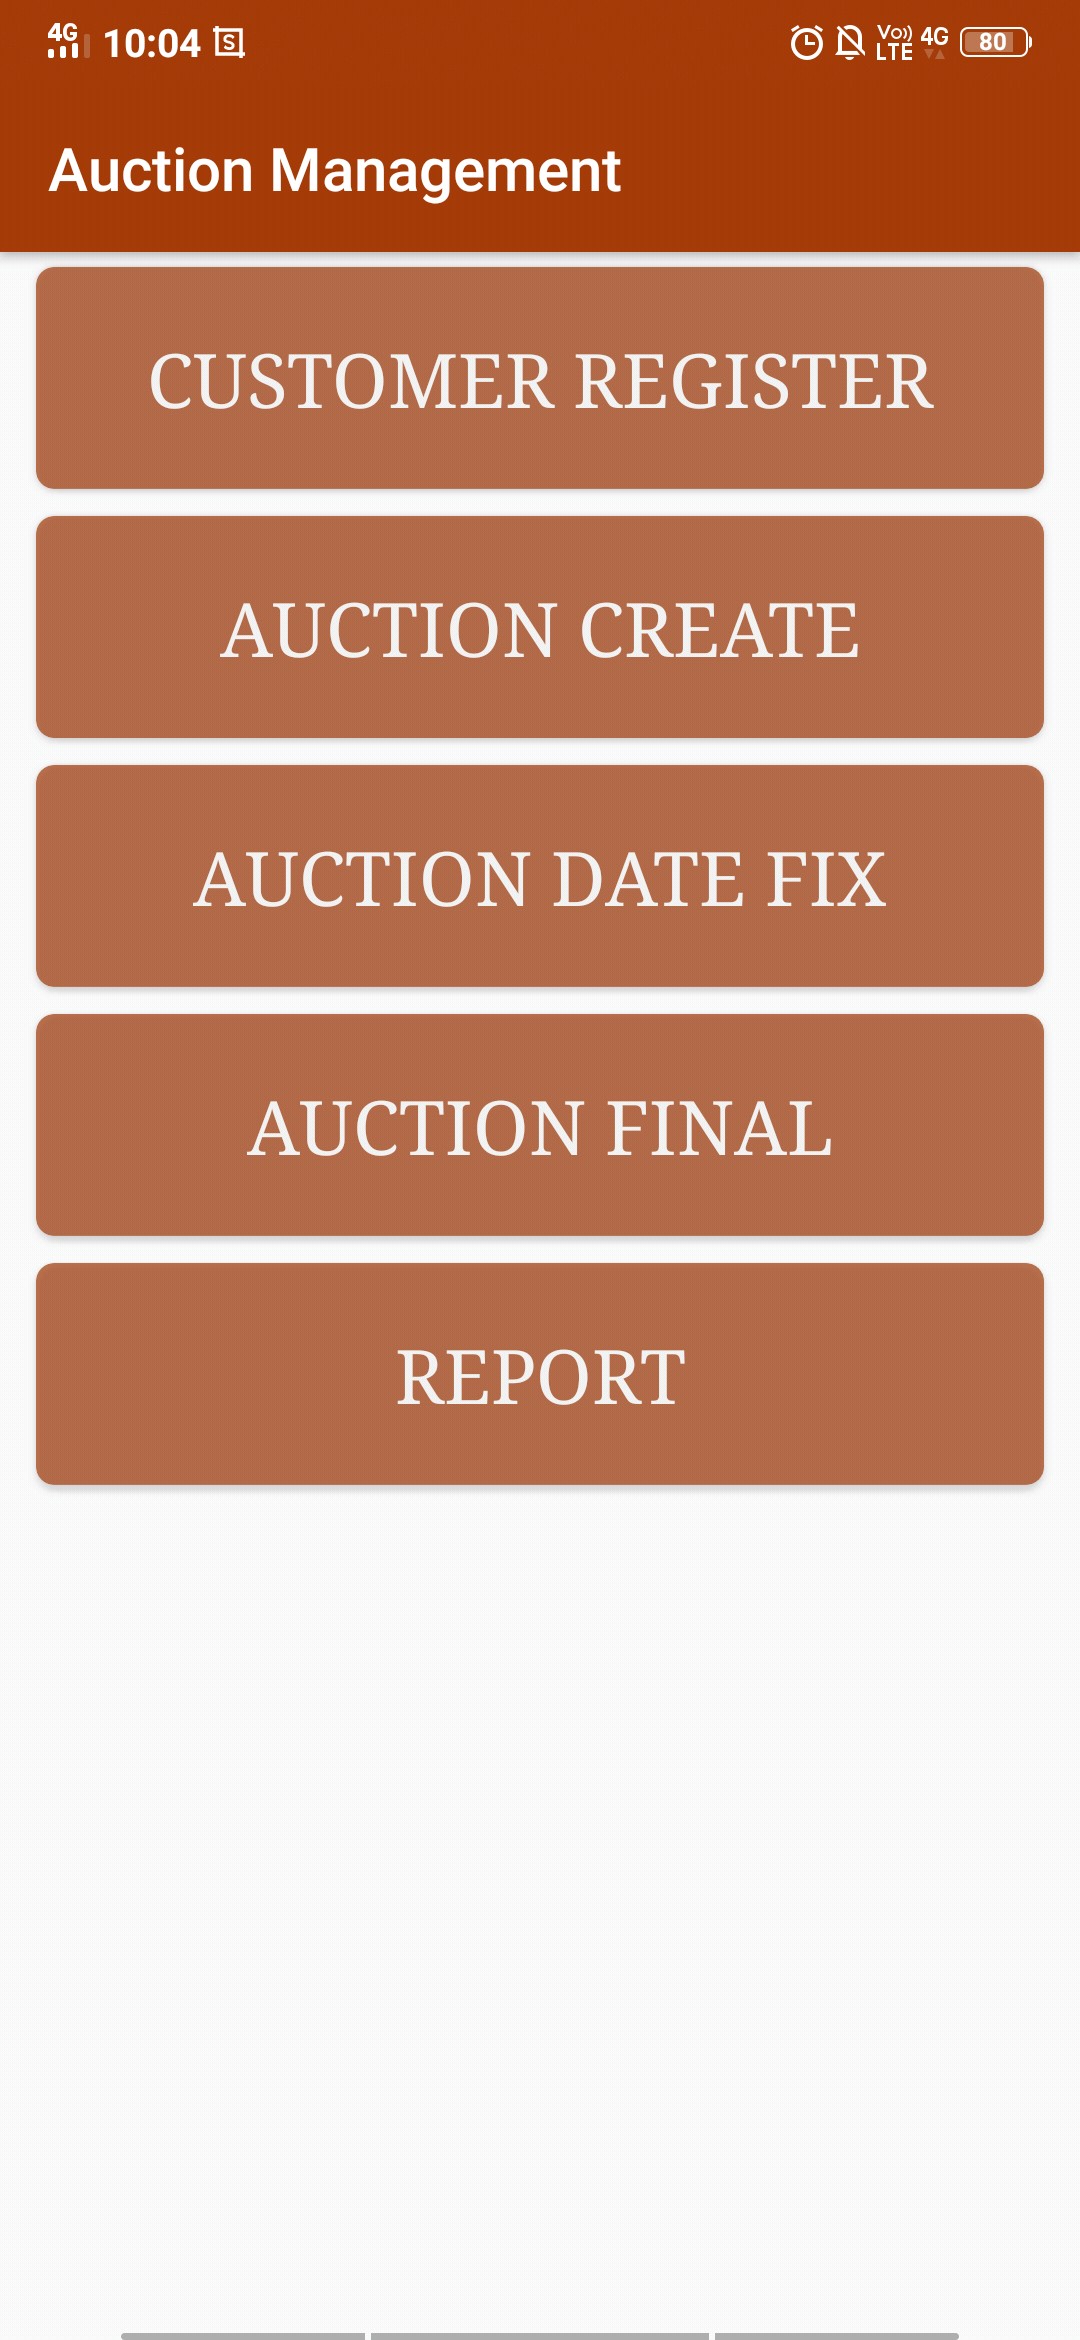 4G 10:04 S Vo)) LTE 4G 80
Auction Management
CUSTOMER REGISTER
AUCTION CREATE
AUCTION DATE FIX
AUCTION FINAL
REPORT